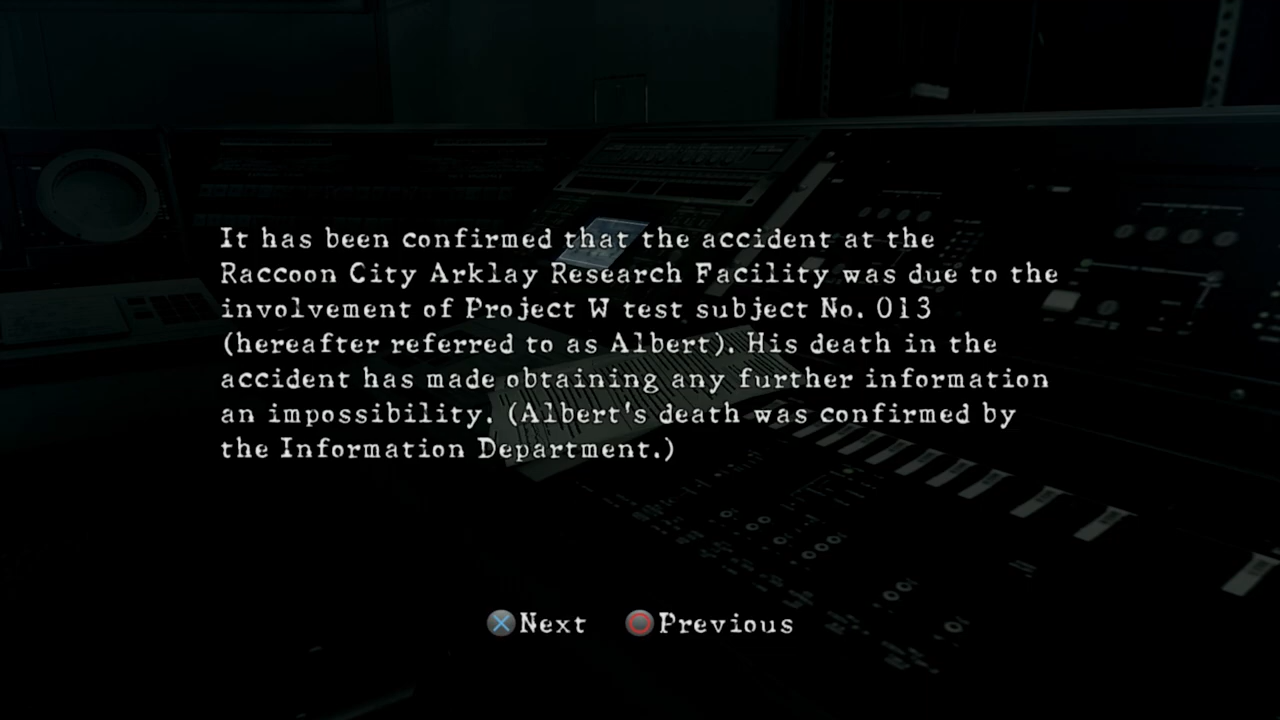 It has been confirmed that the accident at the
Raccoon City Arklay Research Facility was due to the
involvement of Project W test subject No. 013
(hereafter referred to as Albert). His death in the
accident has made obtaining any further information
an impossibility. (Albert's death was confirmed by
the Information Department.)
Next Previous